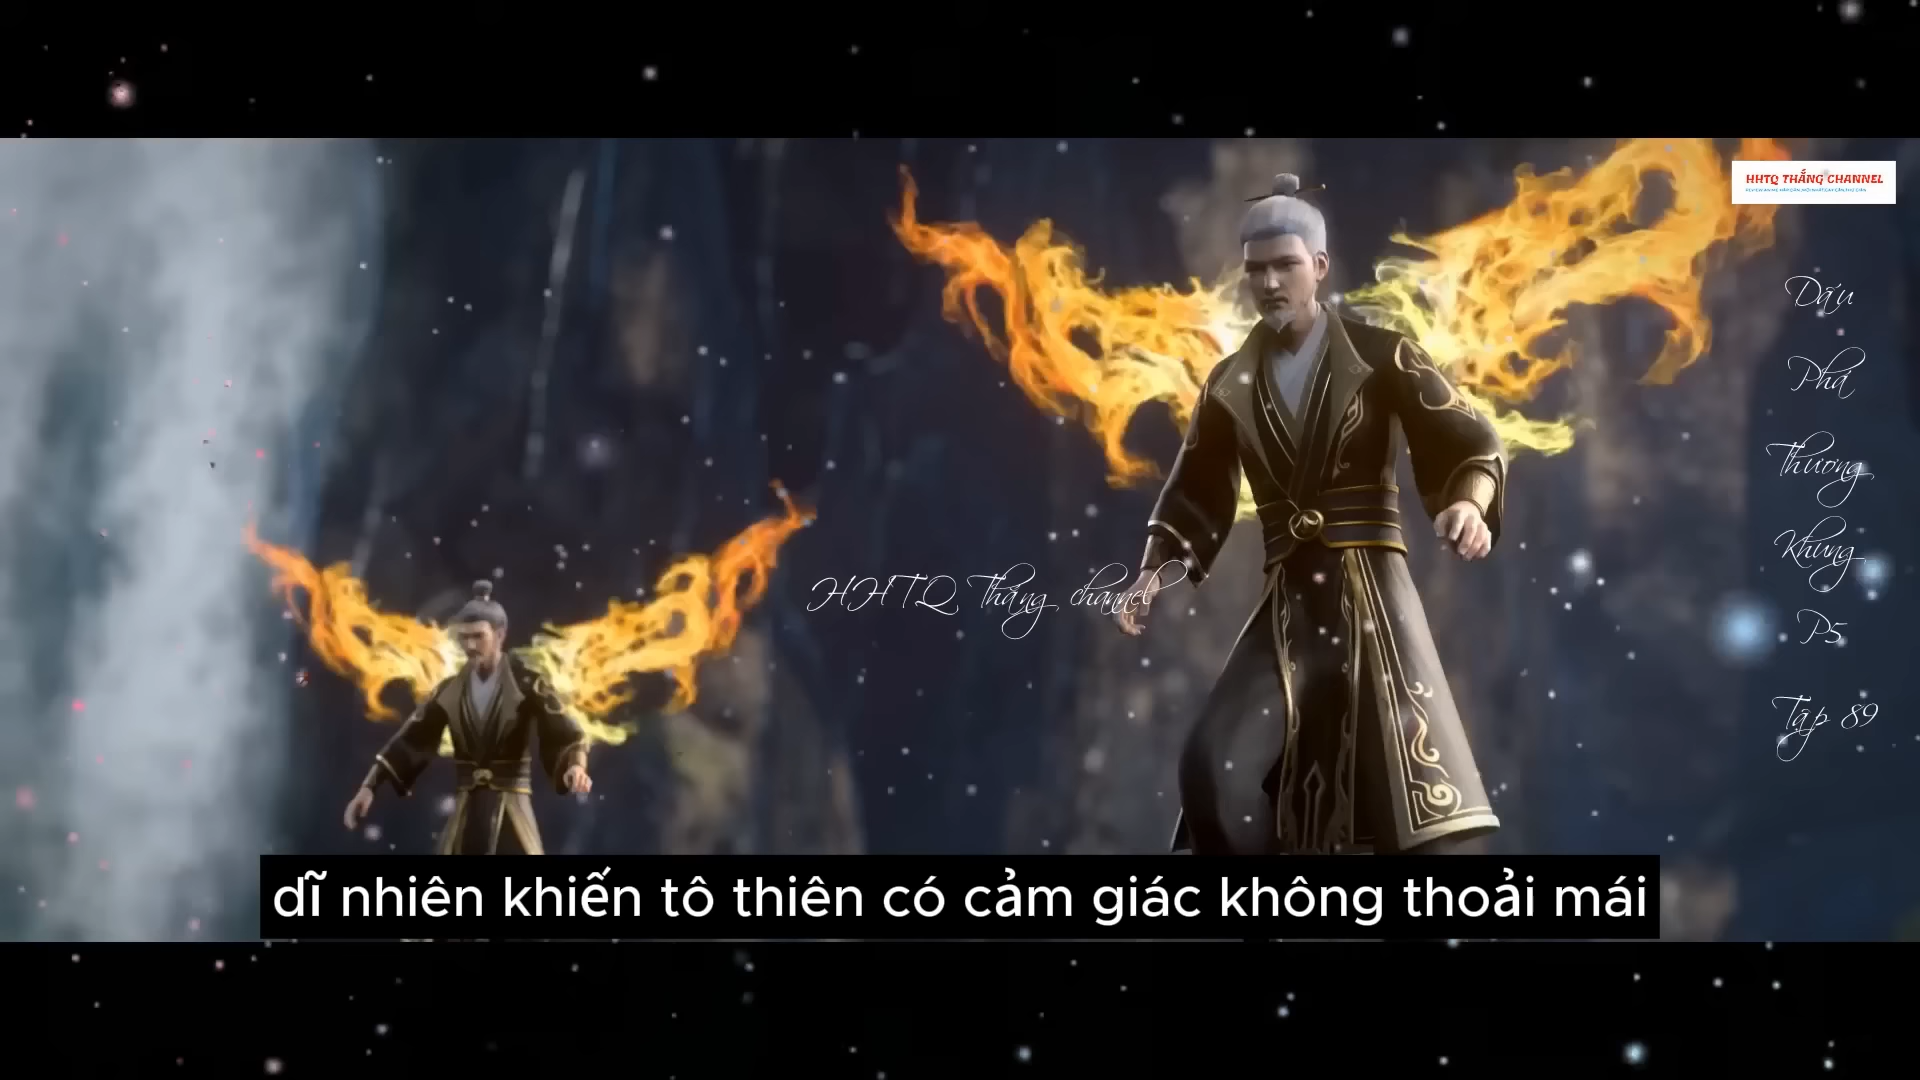 HHTQ THẮNG CHANNEL
Dấu
Phá
Thương
Khung
P5
Tập 89
HHTQ Thắng channel
dĩ nhiên khiến tô thiên có cảm giác không thoải mái